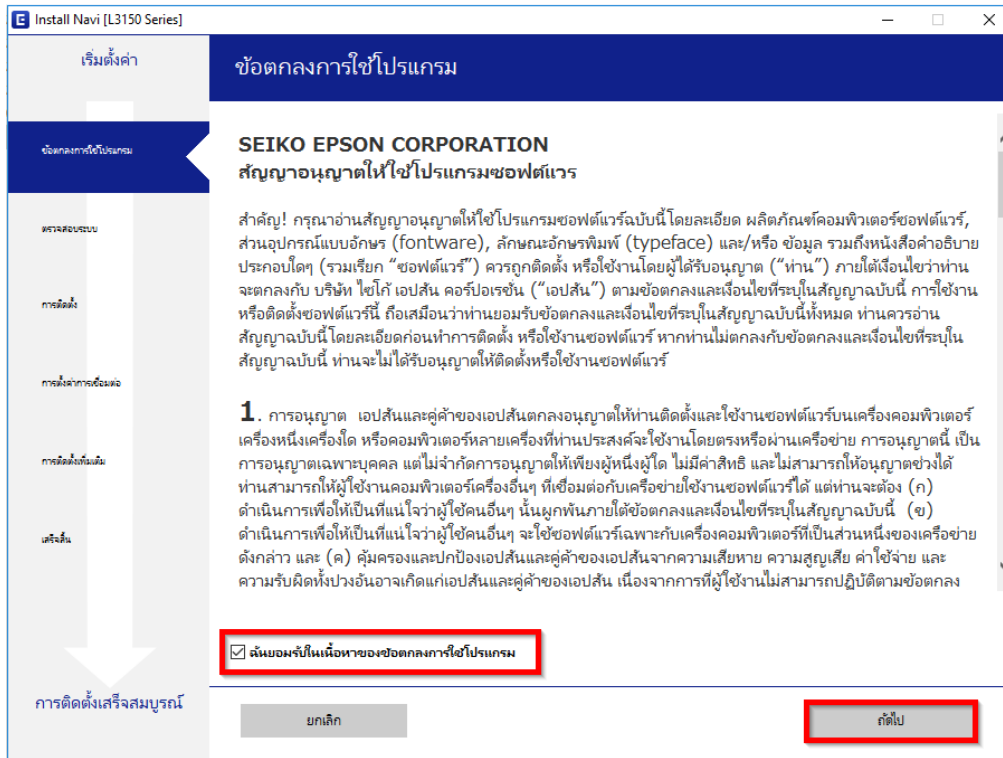 Install Navi [L3150 Series]
เริ่มตั้งค่า
ข้อตกลงการใช้โปรแกรม
ตรวจสอบระบบ
การติดตั้ง
การตั้งค่าการเชื่อมต่อ
การติดตั้งเพิ่มเติม
เสร็จสิ้น
การติดตั้งเสร็จสมบูรณ์
ข้อตกลงการใช้โปรแกรม
SEIKO EPSON CORPORATION
สัญญาอนุญาตให้ใช้โปรแกรมซอฟต์แวร
สำคัญ! กรุณาอ่านสัญญาอนุญาตให้ใช้โปรแกรมซอฟต์แวร์ฉบับนี้โดยละเอียด ผลิตภัณฑ์คอมพิวเตอร์ซอฟต์แวร์,
ส่วนอุปกรณ์แบบอักษร (fontware), ลักษณะอักษรพิมพ์ (typeface) และ/หรือ ข้อมูล รวมถึงหนังสือคำอธิบาย
ประกอบใดๆ (รวมเรียก “ซอฟต์แวร์”) ควรถูกติดตั้ง หรือใช้งานโดยผู้ได้รับอนุญาต (“ท่าน”) ภายใต้เงื่อนไขว่าท่าน
จะตกลงกับ บริษัท ไซโก้ เอปสัน คอร์ปอเรชั่น (“เอปสัน”) ตามข้อตกลงและเงื่อนไขที่ระบุในสัญญาฉบับนี้ การใช้งาน
หรือติดตั้งซอฟต์แวร์นี้ ถือเสมือนว่าท่านยอมรับข้อตกลงและเงื่อนไขที่ระบุในสัญญาฉบับนี้ทั้งหมด ท่านควรอ่าน
สัญญาฉบับนี้โดยละเอียดก่อนทำการติดตั้ง หรือใช้งานซอฟต์แวร์ หากท่านไม่ตกลงกับข้อตกลงและเงื่อนไขที่ระบุใน
สัญญาฉบับนี้ ท่านจะไม่ได้รับอนุญาตให้ติดตั้งหรือใช้งานซอฟต์แวร์
1. การอนุญาต เอปสันและคู่ค้าของเอปสันตกลงอนุญาตให้ท่านติดตั้งและใช้งานซอฟต์แวร์บนเครื่องคอมพิวเตอร์
เครื่องหนึ่งเครื่องใด หรือคอมพิวเตอร์หลายเครื่องที่ท่านประสงค์จะใช้งานโดยตรงหรือผ่านเครือข่าย การอนุญาตนี้ เป็น
การอนุญาตเฉพาะบุคคล แต่ไม่จำกัดการอนุญาตให้เพียงผู้หนึ่งผู้ใด ไม่มีค่าสิทธิ และไม่สามารถให้อนุญาตช่วงได้
ท่านสามารถให้ผู้ใช้งานคอมพิวเตอร์เครื่องอื่นๆ ที่เชื่อมต่อกับเครือข่ายใช้งานซอฟต์แวร์ได้ แต่ท่านจะต้อง (ก)
ดำเนินการเพื่อให้เป็นที่แน่ใจว่าผู้ใช้คนอื่นๆ นั้นผูกพันภายใต้ข้อตกลงและเงื่อนไขที่ระบุในสัญญาฉบับนี้ (ข)
ดำเนินการเพื่อให้เป็นที่แน่ใจว่าผู้ใช้คนอื่นๆ จะใช้ซอฟต์แวร์เฉพาะกับเครื่องคอมพิวเตอร์ที่เป็นส่วนหนึ่งของเครือข่าย
ดังกล่าว และ (ค) คุ้มครองและปกป้องเอปสันและคู่ค้าของเอปสันจากความเสียหาย ความสูญเสีย ค่าใช้จ่าย และ
ความรับผิดทั้งปวงอันอาจเกิดแก่เอปสันและคู่ค้าของเอปสัน เนื่องจากการที่ผู้ใช้งานไม่สามารถปฏิบัติตามข้อตกลง
ฉันยอมรับในเนื้อหาของข้อตกลงการใช้โปรแกรม
ยกเลิก
ถัดไป